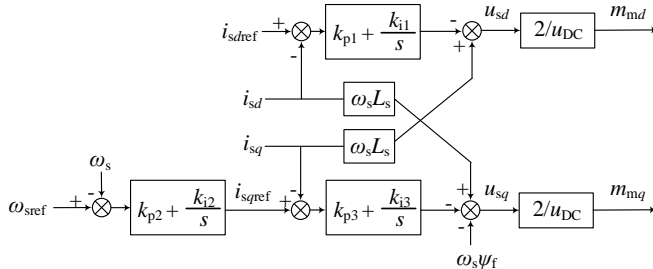 i_sdref + - k_p1 + k_i1/s - + u_sd 2/u_DC m_md
i_sd ω_sL_s
i_sq ω_sL_s
ω_s
ω_sref + - k_p2 + k_i2/s i_sqref + - k_p3 + k_i3/s - + - u_sq 2/u_DC m_mq
ω_sψ_f